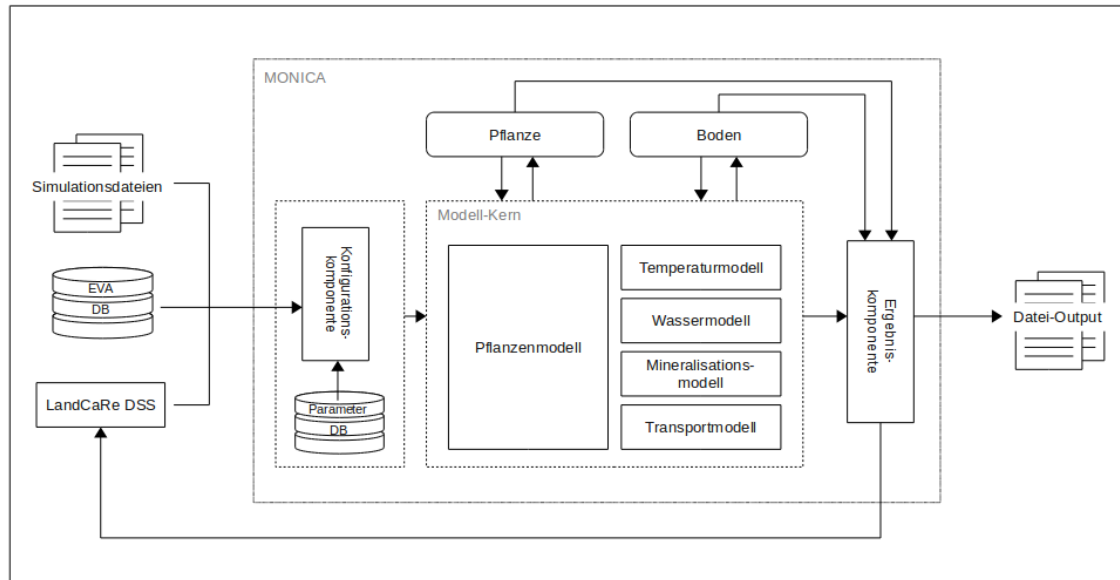 MONICA
Pflanze
Boden
Simulationsdateien
EVA
DB
LandCaRe DSS
Konfigurations-
komponente
Parameter
DB
Modell-Kern
Pflanzenmodell
Temperaturmodell
Wassermodell
Mineralisations-
modell
Transportmodell
Ergebnis-
komponente
Datei-Output